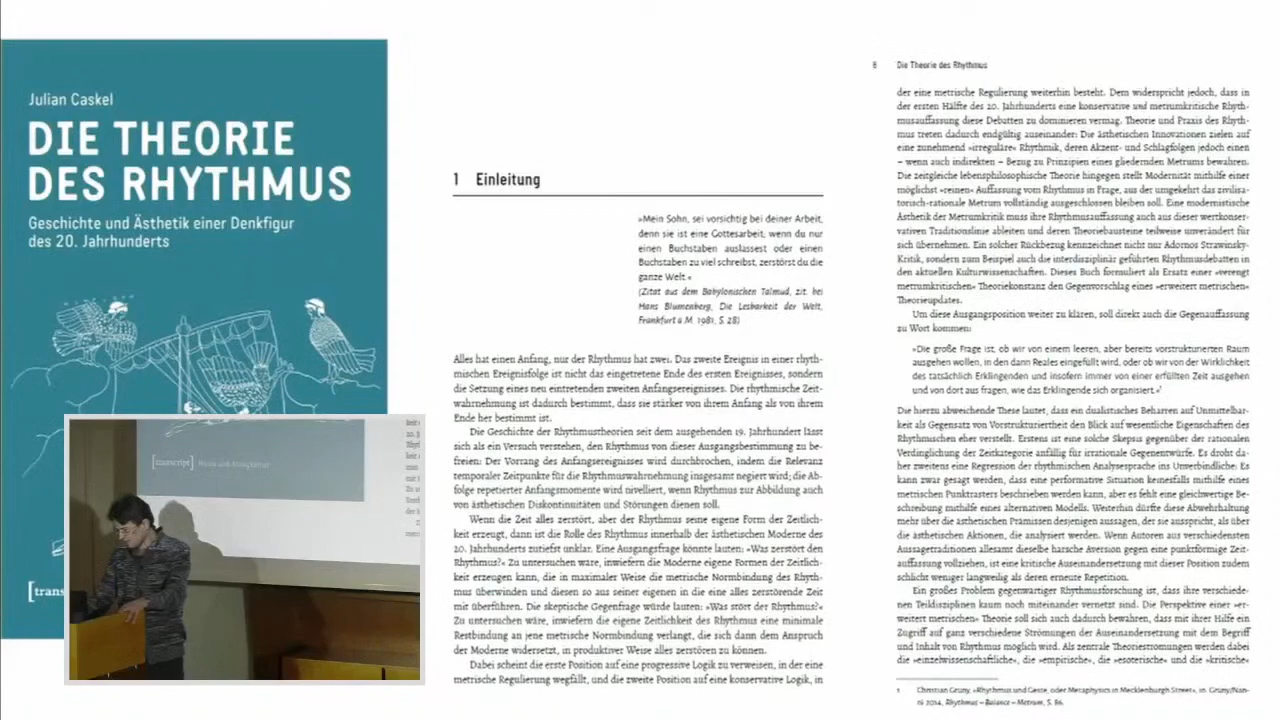 Julian Caskel
DIE THEORIE
DES RHYTHMUS
Geschichte und Ästhetik einer Denkfigur
des 20. Jahrhunderts
[trans
[transcript] Musik und Klangkultur
1 Einleitung
»Mein Sohn, sei vorsichtig bei deiner Arbeit,
denn sie ist eine Gottesarbeit, wenn du nur
einen Buchstaben auslassest oder einen
Buchstaben zu viel schreibst, zerstörst du die
ganze Welt.«
(Zitat aus dem Babylonischen Talmud, zit. bei
Hans Blumenberg, Die Lesbarkeit der Welt,
Frankfurt a.M. 1981, S. 28)
Alles hat einen Anfang, nur der Rhythmus hat zwei. Das zweite Ereignis in einer rhyth-
mischen Ereignisfolge ist nicht das eingetretene Ende des ersten Ereignisses, sondern
die Setzung eines neu eintretenden zweiten Anfangsereignisses. Die rhythmische Zeit-
wahrnehmung ist dadurch bestimmt, dass sie stärker von ihrem Anfang als von ihrem
Ende her bestimmt ist.
Die Geschichte der Rhythmustheorien seit dem ausgehenden 19. Jahrhundert lässt
sich als ein Versuch verstehen, den Rhythmus von dieser Ausgangsbestimmung zu be-
freien: Der Vorrang des Anfangsereignisses wird durchbrochen, indem die Relevanz
temporaler Zeitpunkte für die Rhythmuswahrnehmung insgesamt negiert wird; die Ab-
folge repetierter Anfangsmomente wird nivelliert, wenn Rhythmus zur Abbildung auch
von ästhetischen Diskontinuitäten und Störungen dienen soll.
Wenn die Zeit alles zerstört, aber der Rhythmus seine eigene Form der Zeitlich-
keit erzeugt, dann ist die Rolle des Rhythmus innerhalb der ästhetischen Moderne des
20. Jahrhunderts zutiefst unklar. Eine Ausgangsfrage könnte lauten: »Was zerstört den
Rhythmus?« Zu untersuchen wäre, inwiefern die Moderne eigene Formen der Zeitlich-
keit erzeugen kann, die in maximaler Weise die metrische Normbindung des Rhyth-
mus überwinden und diesen so aus seiner eigenen in die eine alles zerstörende Zeit
mit überführen. Die skeptische Gegenfrage würde lauten: »Was stört der Rhythmus?«
Zu untersuchen wäre, inwiefern die eigene Zeitlichkeit des Rhythmus eine minimale
Restbindung an jene metrische Normbindung verlangt, die sich dann dem Anspruch
der Moderne widersetzt, in produktiver Weise alles zerstören zu können.
Dabei scheint die erste Position auf eine progressive Logik zu verweisen, in der eine
metrische Regulierung wegfällt, und die zweite Position auf eine konservative Logik, in
8 Die Theorie des Rhythmus
der eine metrische Regulierung weiterhin besteht. Dem widerspricht jedoch, dass in
der ersten Hälfte des 20. Jahrhunderts eine konservative und metrumkritische Rhyth-
musauffassung diese Debatten zu dominieren vermag. Theorie und Praxis des Rhyth-
mus treten dadurch endgültig auseinander: Die ästhetischen Innovationen zielen auf
eine zunehmend »irreguläre« Rhythmik, deren Akzent- und Schlagfolgen jedoch einen
– wenn auch indirekten – Bezug zu Prinzipien eines gliedernden Metrums bewahren.
Die zeitgleiche lebensphilosophische Theorie hingegen stellt Modernität mithilfe einer
möglichst »reinen« Auffassung vom Rhythmus in Frage, aus der umgekehrt das zivilisa-
torisch-rationale Metrum vollständig ausgeschlossen bleiben soll. Eine modernistische
Ästhetik der Metrumkritik muss ihre Rhythmusauffassung auch aus dieser wertkonser-
vativen Traditionslinie ableiten und deren Theoriebausteine teilweise unverändert für
sich übernehmen. Ein solcher Rückbezug kennzeichnet nicht nur Adornos Strawinsky-
Kritik, sondern zum Beispiel auch die interdisziplinär geführten Rhythmusdebatten in
den aktuellen Kulturwissenschaften. Dieses Buch formuliert als Ersatz einer »verengt
metrumkritischen« Theoriekonstanz den Gegenvorschlag eines »erweitert metrischen«
Theorieupdates.
Um diese Ausgangsposition weiter zu klären, soll direkt auch die Gegenauffassung
zu Wort kommen:
»Die große Frage ist, ob wir von einem leeren, aber bereits vorstrukturierten Raum
ausgehen wollen, in den dann Reales eingefüllt wird, oder ob wir von der Wirklichkeit
des tatsächlich Erklingenden und insofern immer von einer erfüllten Zeit ausgehen
und von dort aus fragen, wie das Erklingende sich organisiert.«¹
Die hierzu abweichende These lautet, dass ein dualistisches Beharren auf Unmittelbar-
keit als Gegensatz von Vorstrukturiertheit den Blick auf wesentliche Eigenschaften des
Rhythmischen eher verstellt. Erstens ist eine solche Skepsis gegenüber der rationalen
Verdinglichung der Zeitkategorie anfällig für irrationale Gegenentwürfe. Es droht da-
her zweitens eine Regression der rhythmischen Analysesprache ins Unverbindliche: Es
kann zwar gesagt werden, dass eine performative Situation keinesfalls mithilfe eines
metrischen Punktrasters beschrieben werden kann, aber es fehlt eine gleichwertige Be-
schreibung mithilfe eines alternativen Modells. Weiterhin dürfte diese Abwehrhaltung
mehr über die ästhetischen Prämissen desjenigen aussagen, der sie ausspricht, als über
die ästhetischen Aktionen, die analysiert werden. Wenn Autoren aus verschiedensten
Aussagetraditionen allesamt dieselbe harsche Aversion gegen eine punktförmige Zeit-
auffassung vollziehen, ist eine kritische Auseinandersetzung mit dieser Position zudem
schlicht weniger langweilig als deren erneute Repetition.
Ein großes Problem gegenwärtiger Rhythmusforschung ist, dass ihre verschiede-
nen Teildisziplinen kaum noch miteinander vernetzt sind. Die Perspektive einer »er-
weitert metrischen« Theorie soll sich auch dadurch bewähren, dass mit ihrer Hilfe ein
Zugriff auf ganz verschiedene Strömungen der Auseinandersetzung mit dem Begriff
und Inhalt von Rhythmus möglich wird. Als zentrale Theorieströmungen werden dabei
die »einzelwissenschaftliche«, die »empirische«, die »esoterische« und die »kritische«
1 Christian Grüny, »Rhythmus und Geste, oder Metaphysics in Mecklenburgh Street«, in: Grüny/Nan-
ni 2014, Rhythmus – Balance – Metrum, S. 86.